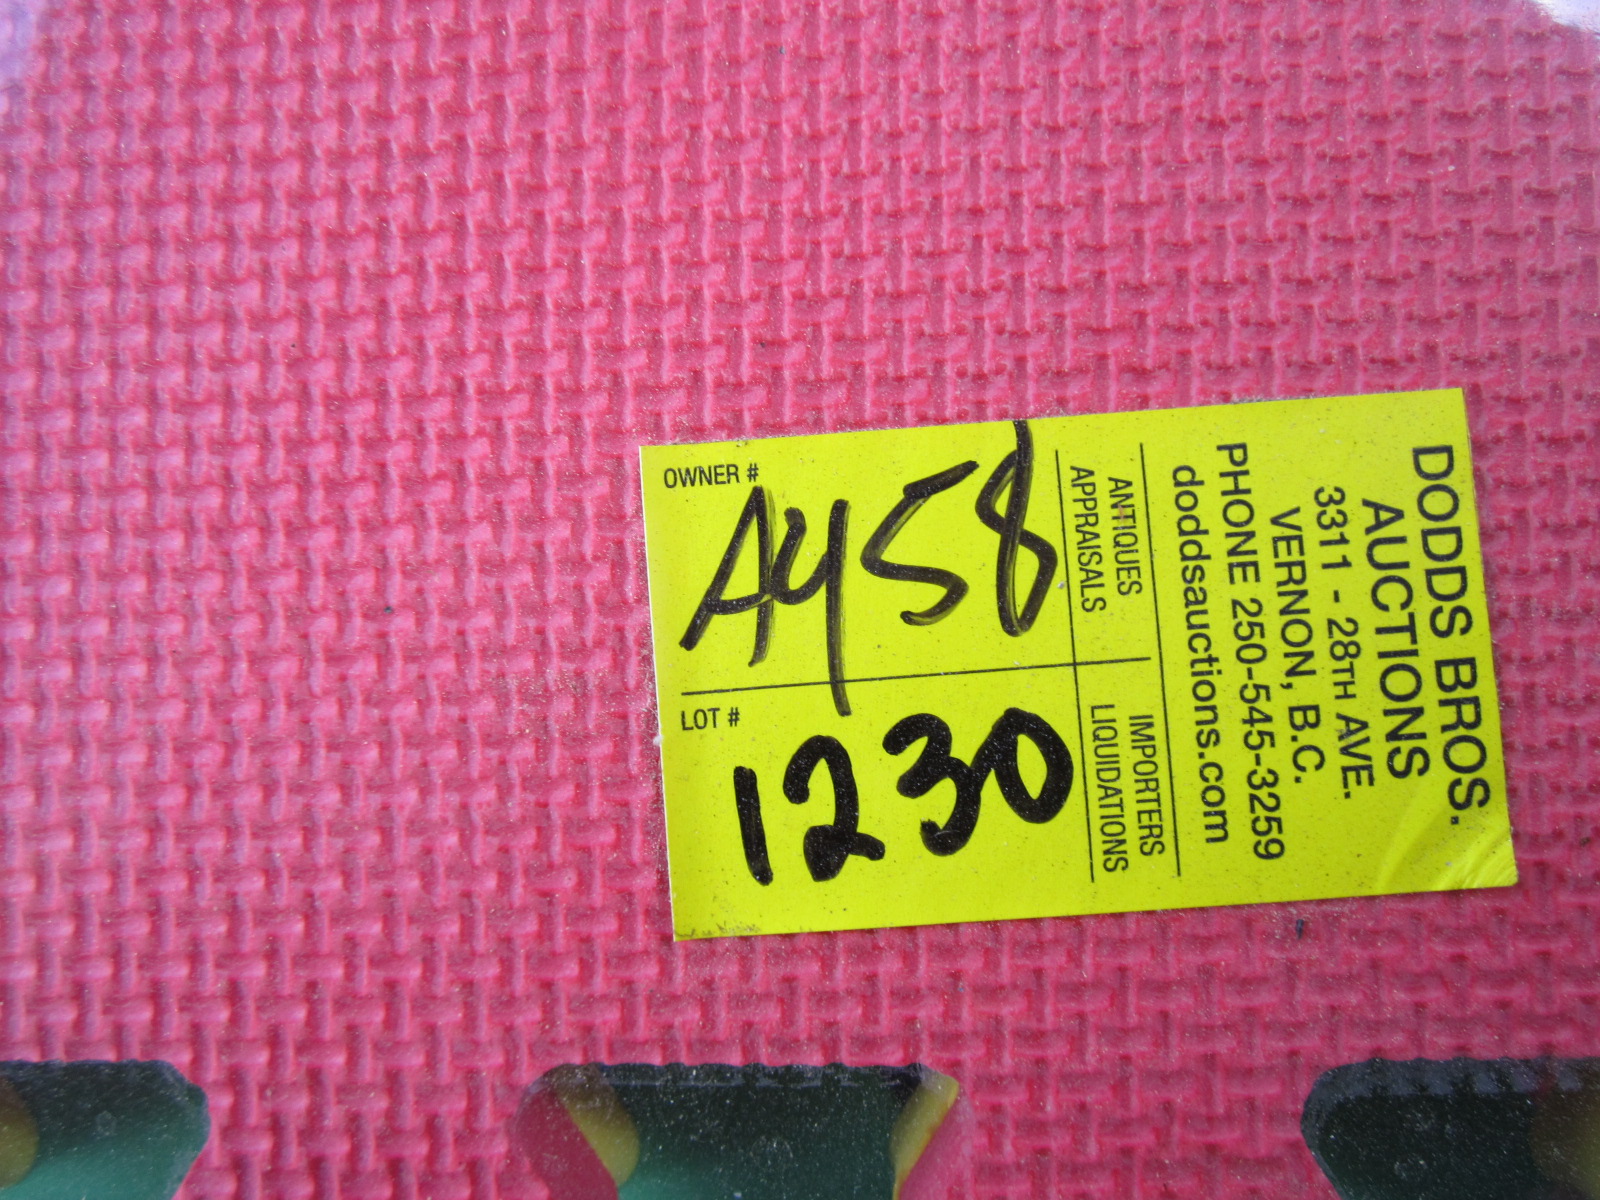 DODDS BROS.
AUCTIONS
3311 - 28TH AVE.
VERNON, B.C.
PHONE 250-545-3259
doddsauctions.com
ANTIQUES
APPRAISALS
IMPORTERS
LIQUIDATIONS
OWNER #
A458
LOT #
1230